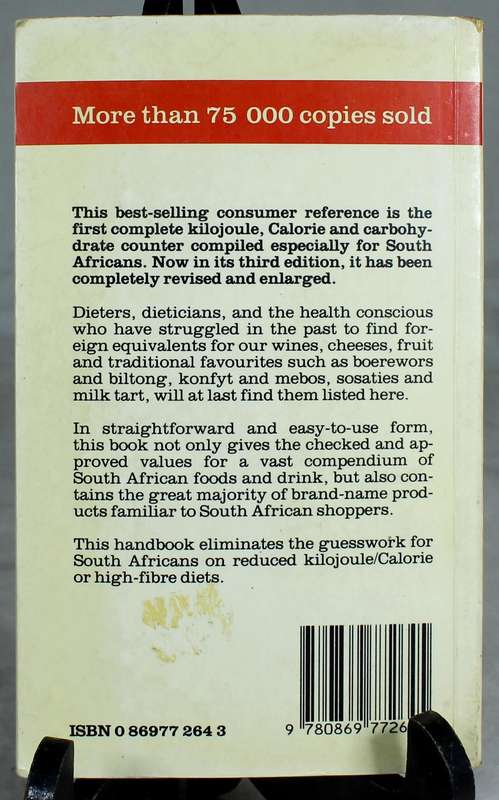 More than 75 000 copies sold
This best-selling consumer reference is the
first complete kilojoule, Calorie and carbohy-
drate counter compiled especially for South
Africans. Now in its third edition, it has been
completely revised and enlarged.
Dieters, dieticians, and the health conscious
who have struggled in the past to find for-
eign equivalents for our wines, cheeses, fruit
and traditional favourites such as boerewors
and biltong, konfyt and mebos, sosaties and
milk tart, will at last find them listed here.
In straightforward and easy-to-use form,
this book not only gives the checked and ap-
proved values for a vast compendium of
South African foods and drink, but also con-
tains the great majority of brand-name prod-
ucts familiar to South African shoppers.
This handbook eliminates the guesswork for
South Africans on reduced kilojoule/Calorie
or high-fibre diets.
ISBN 0 86977 264 3
9 780869 7726